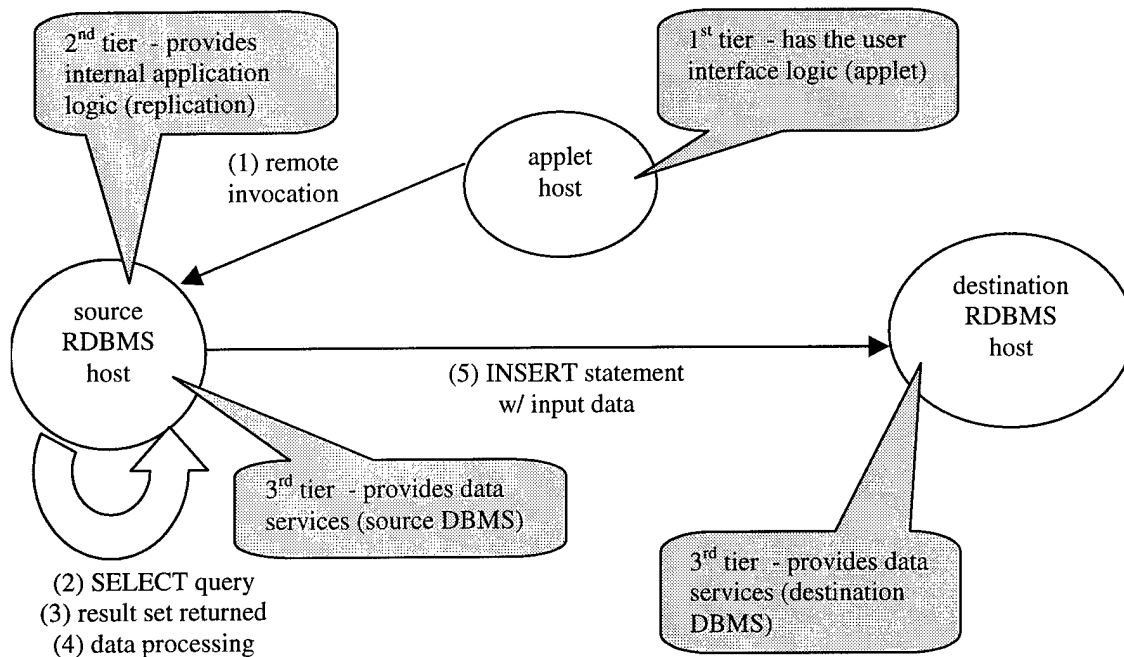 2nd tier - provides
internal application
logic (replication)
1st tier - has the user
interface logic (applet)
(1) remote
invocation
applet
host
source
RDBMS
host
destination
RDBMS
host
(5) INSERT statement
w/ input data
3rd tier - provides data
services (source DBMS)
3rd tier - provides data
services (destination
DBMS)
(2) SELECT query
(3) result set returned
(4) data processing